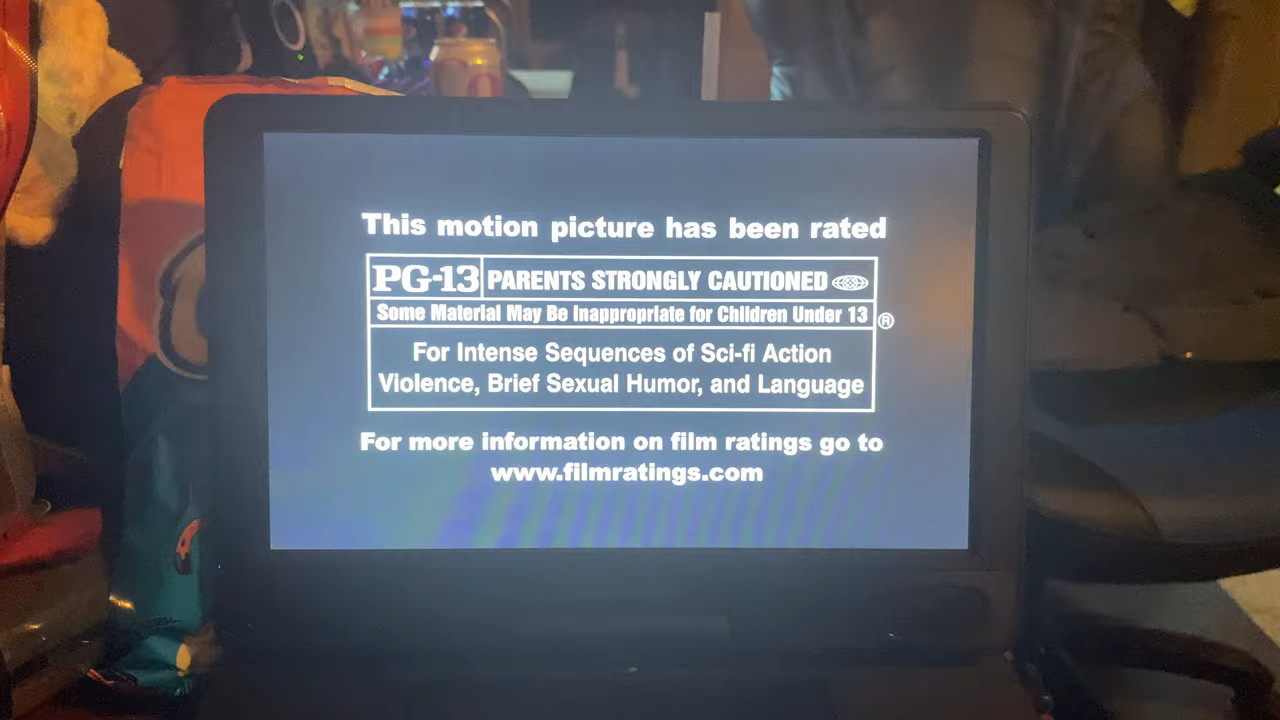 This motion picture has been rated
PG-13 PARENTS STRONGLY CAUTIONED
Some Material May Be Inappropriate for Children Under 13 ®
For Intense Sequences of Sci-fi Action
Violence, Brief Sexual Humor, and Language
For more information on film ratings go to
www.filmratings.com